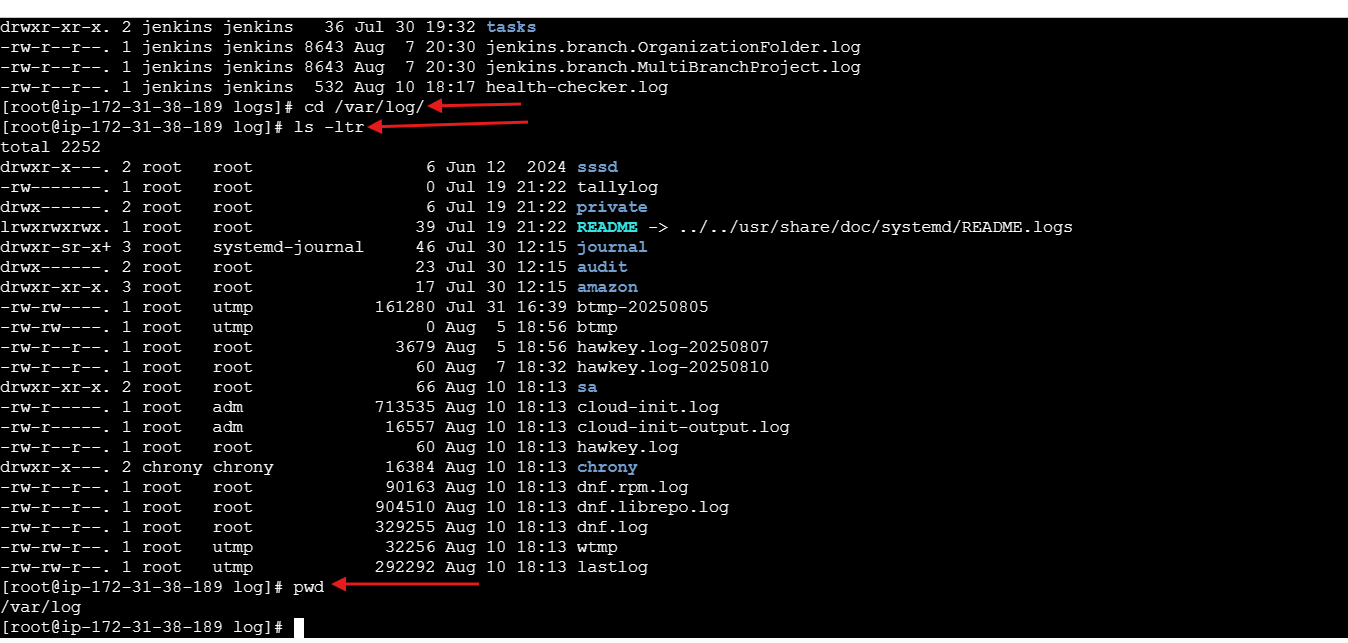 drwxr-xr-x. 2 jenkins jenkins   36 Jul 30 19:32 tasks
-rw-r--r--. 1 jenkins jenkins 8643 Aug  7 20:30 jenkins.branch.OrganizationFolder.log
-rw-r--r--. 1 jenkins jenkins 8643 Aug  7 20:30 jenkins.branch.MultiBranchProject.log
-rw-r--r--. 1 jenkins jenkins  532 Aug 10 18:17 health-checker.log
[root@ip-172-31-38-189 logs]# cd /var/log/
[root@ip-172-31-38-189 log]# ls -ltr
total 2252
drwxr-x---. 2 root   root                 6 Jun 12  2024 sssd
-rw-------. 1 root   root                 0 Jul 19 21:22 tallylog
drwx------. 2 root   root                 6 Jul 19 21:22 private
lrwxrwxrwx. 1 root   root                39 Jul 19 21:22 README -> ../../usr/share/doc/systemd/README.logs
drwxr-sr-x+ 3 root   systemd-journal     46 Jul 30 12:15 journal
drwx------. 2 root   root                23 Jul 30 12:15 audit
drwxr-xr-x. 3 root   root                17 Jul 30 12:15 amazon
-rw-rw----. 1 root   utmp            161280 Jul 31 16:39 btmp-20250805
-rw-rw----. 1 root   utmp                 0 Aug  5 18:56 btmp
-rw-r--r--. 1 root   root              3679 Aug  5 18:56 hawkey.log-20250807
-rw-r--r--. 1 root   root                60 Aug  7 18:32 hawkey.log-20250810
drwxr-xr-x. 2 root   root                66 Aug 10 18:13 sa
-rw-r-----. 1 root   adm             713535 Aug 10 18:13 cloud-init.log
-rw-r-----. 1 root   adm              16557 Aug 10 18:13 cloud-init-output.log
-rw-r--r--. 1 root   root                60 Aug 10 18:13 hawkey.log
drwxr-x---. 2 chrony chrony           16384 Aug 10 18:13 chrony
-rw-r--r--. 1 root   root             90163 Aug 10 18:13 dnf.rpm.log
-rw-r--r--. 1 root   root            904510 Aug 10 18:13 dnf.librepo.log
-rw-r--r--. 1 root   root            329255 Aug 10 18:13 dnf.log
-rw-rw-r--. 1 root   utmp             32256 Aug 10 18:13 wtmp
-rw-rw-r--. 1 root   utmp            292292 Aug 10 18:13 lastlog
[root@ip-172-31-38-189 log]# pwd
/var/log
[root@ip-172-31-38-189 log]#